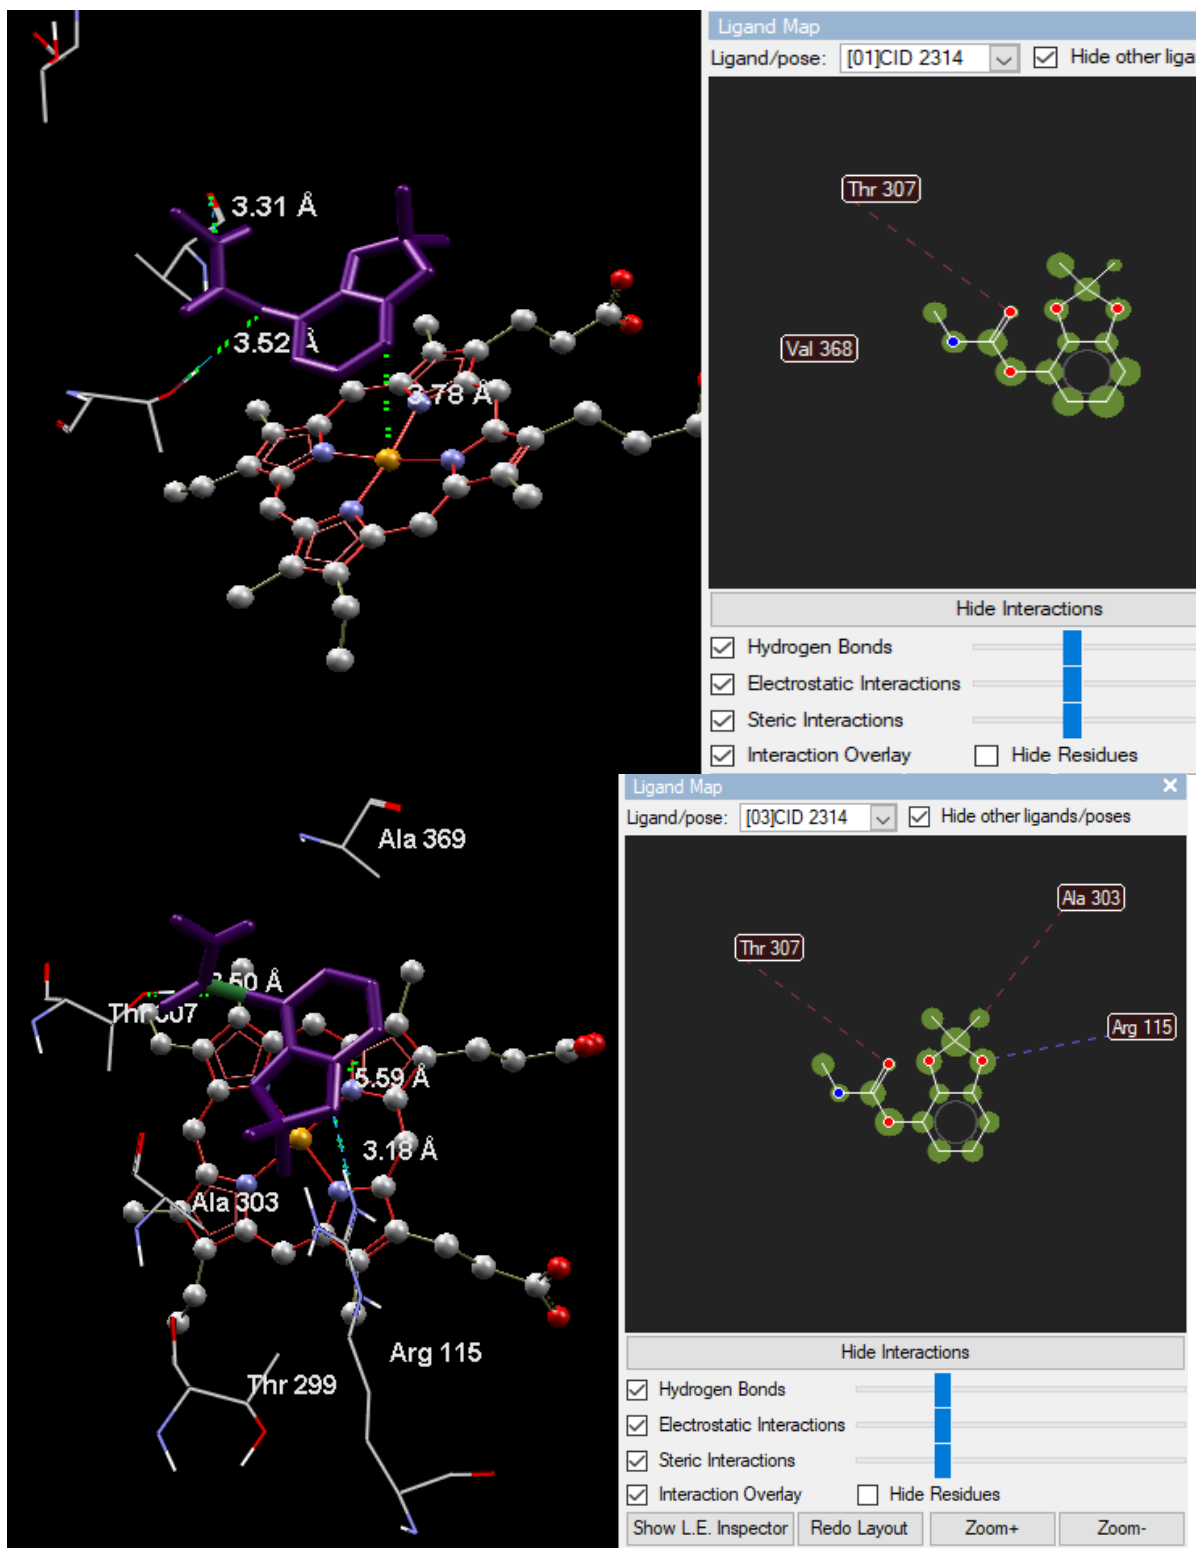 Ligand Map
Ligand/pose: [01]CID 2314 Hide other liga
3.31 Å
Thr 307
3.52 Å
Val 368
3.78 Å
Hide Interactions
Hydrogen Bonds
Electrostatic Interactions
Steric Interactions
Interaction Overlay Hide Residues
Ligand Map
Ligand/pose: [03]CID 2314 Hide other ligands/poses
Ala 369
Ala 303
Thr 307
3.50 Å
Thr 307
Arg 115
5.59 Å
3.18 Å
Ala 303
Arg 115
Thr 299
Hide Interactions
Hydrogen Bonds
Electrostatic Interactions
Steric Interactions
Interaction Overlay Hide Residues
Show L.E. Inspector Redo Layout Zoom+ Zoom-